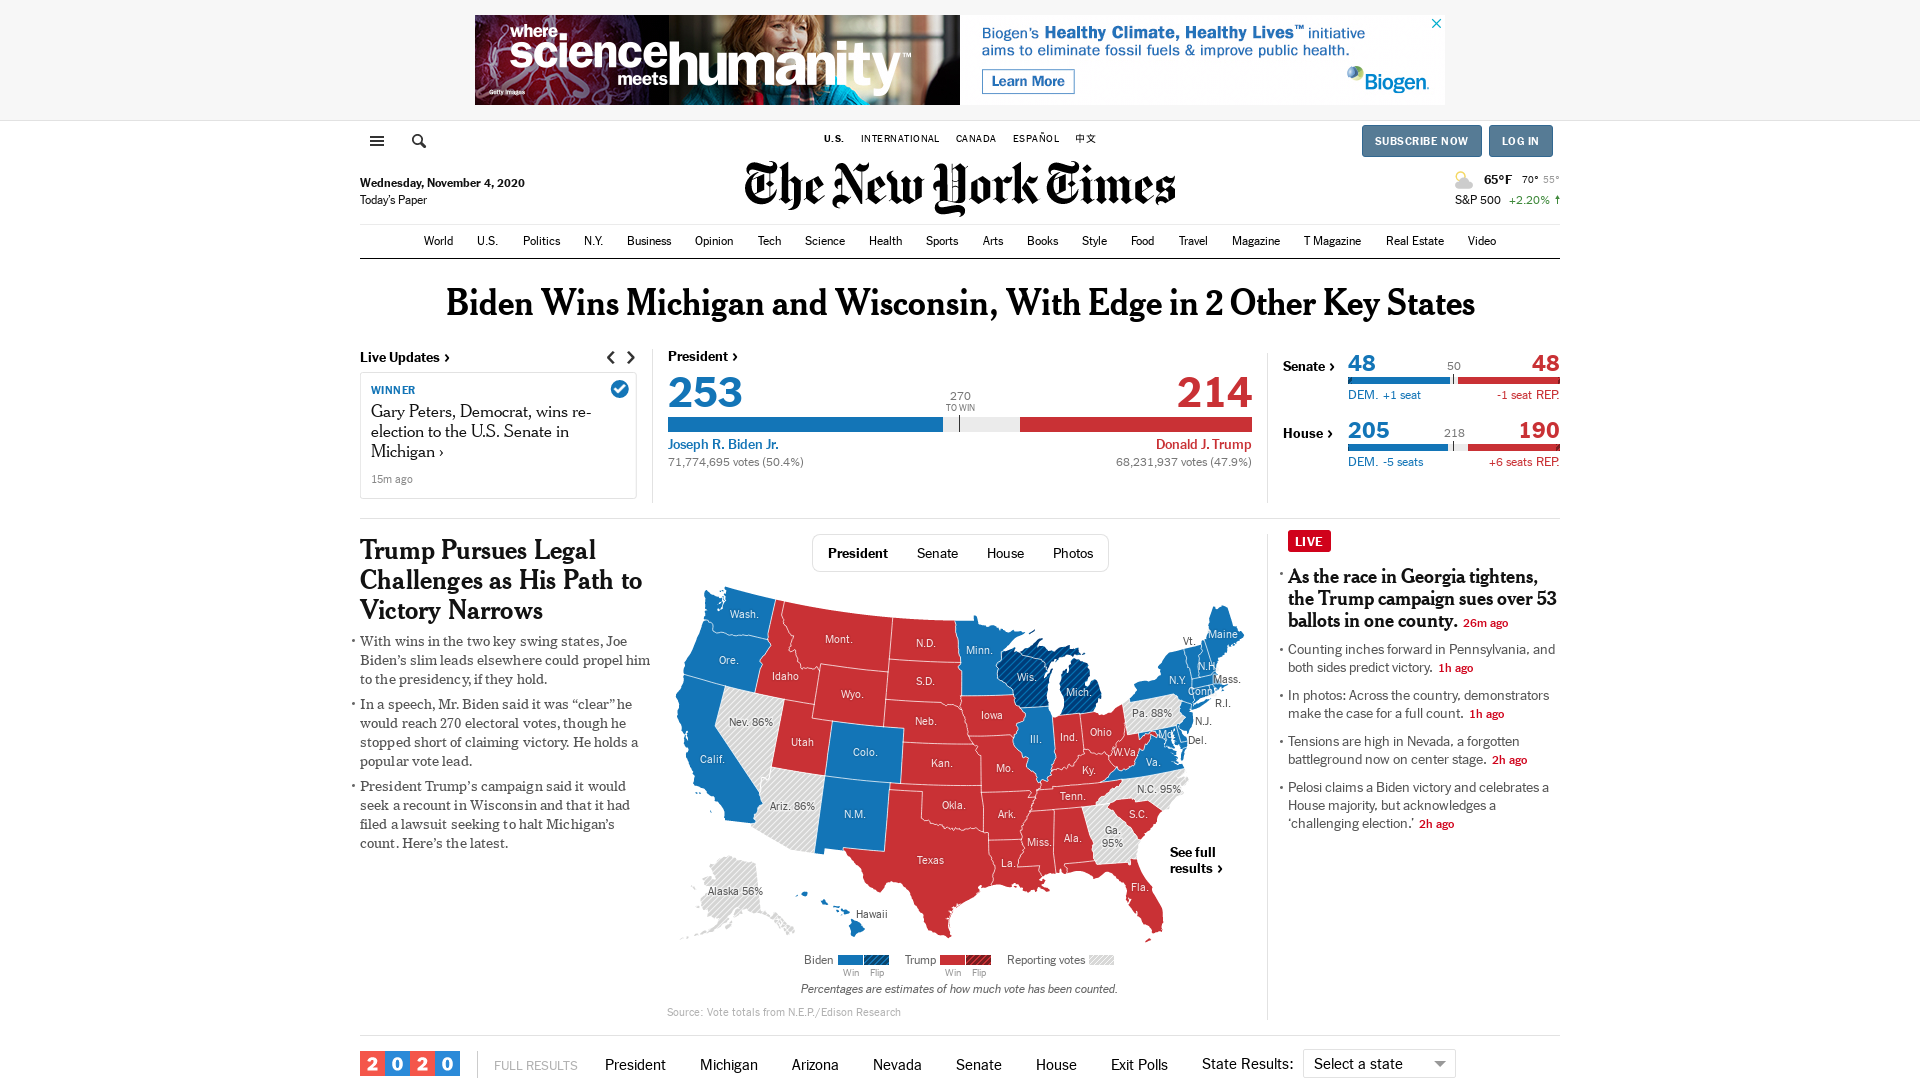 where
science meets humanity™
Getty Images
Biogen's Healthy Climate, Healthy Lives™ initiative
aims to eliminate fossil fuels & improve public health.
Learn More
Biogen.
U.S. INTERNATIONAL CANADA ESPAÑOL 中文
SUBSCRIBE NOW LOG IN
The New York Times
Wednesday, November 4, 2020
Today's Paper
65°F 70° 55°
S&P 500 +2.20% ↑
World U.S. Politics N.Y. Business Opinion Tech Science Health Sports Arts Books Style Food Travel Magazine T Magazine Real Estate Video
Biden Wins Michigan and Wisconsin, With Edge in 2 Other Key States
Live Updates ›
WINNER
Gary Peters, Democrat, wins re-
election to the U.S. Senate in
Michigan ›
15m ago
President ›
253 214
270
TO WIN
Joseph R. Biden Jr. Donald J. Trump
71,774,695 votes (50.4%) 68,231,937 votes (47.9%)
Senate › 48 50 48
DEM. +1 seat -1 seat REP.
House › 205 218 190
DEM. -5 seats +6 seats REP.
Trump Pursues Legal
Challenges as His Path to
Victory Narrows
• With wins in the two key swing states, Joe
Biden's slim leads elsewhere could propel him
to the presidency, if they hold.
• In a speech, Mr. Biden said it was “clear” he
would reach 270 electoral votes, though he
stopped short of claiming victory. He holds a
popular vote lead.
• President Trump’s campaign said it would
seek a recount in Wisconsin and that it had
filed a lawsuit seeking to halt Michigan’s
count. Here’s the latest.
President Senate House Photos
Wash.
Ore.
Calif.
Nev. 86%
Idaho
Mont.
Wyo.
Utah
Colo.
Ariz. 86%
N.M.
N.D.
S.D.
Neb.
Kan.
Okla.
Texas
Minn.
Iowa
Mo.
Ark.
La.
Wis.
Ill.
Mich.
Ind.
Ohio
Ky.
Tenn.
Miss.
Ala.
Ga.
95%
Fla.
S.C.
N.C. 95%
Va.
W.Va.
Pa. 88%
N.Y.
Vt.
N.H.
Maine
Mass.
Conn.
R.I.
N.J.
Del.
Md.
Alaska 56%
Hawaii
See full
results ›
Biden Trump Reporting votes
Win Flip Win Flip
Percentages are estimates of how much vote has been counted.
Source: Vote totals from N.E.P./Edison Research
LIVE
• As the race in Georgia tightens,
the Trump campaign sues over 53
ballots in one county. 26m ago
• Counting inches forward in Pennsylvania, and
both sides predict victory. 1h ago
• In photos: Across the country, demonstrators
make the case for a full count. 1h ago
• Tensions are high in Nevada, a forgotten
battleground now on center stage. 2h ago
• Pelosi claims a Biden victory and celebrates a
House majority, but acknowledges a
‘challenging election.’ 2h ago
2020 FULL RESULTS President Michigan Arizona Nevada Senate House Exit Polls State Results: Select a state